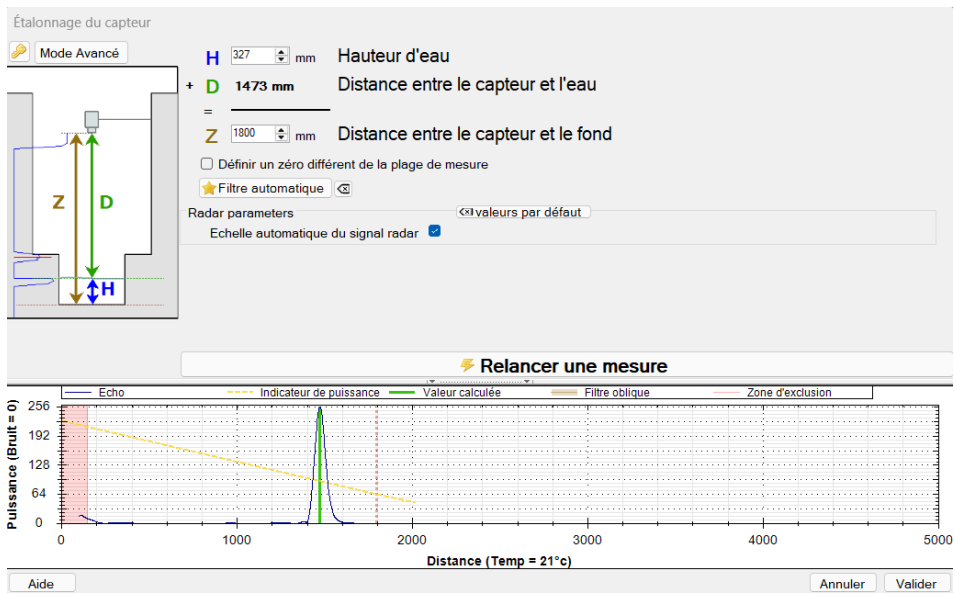 Étalonnage du capteur
Mode Avancé
H 327 mm Hauteur d'eau
+ D 1473 mm Distance entre le capteur et l'eau
=
Z 1800 mm Distance entre le capteur et le fond
Définir un zéro différent de la plage de mesure
Filtre automatique
Radar parameters valeurs par défaut
Echelle automatique du signal radar
Z D
H
Relancer une mesure
Echo Indicateur de puissance Valeur calculée Filtre oblique Zone d'exclusion
Puissance (Bruit = 0)
256
192
128
64
0
0 1000 2000 3000 4000 5000
Distance (Temp = 21°c)
Aide Annuler Valider